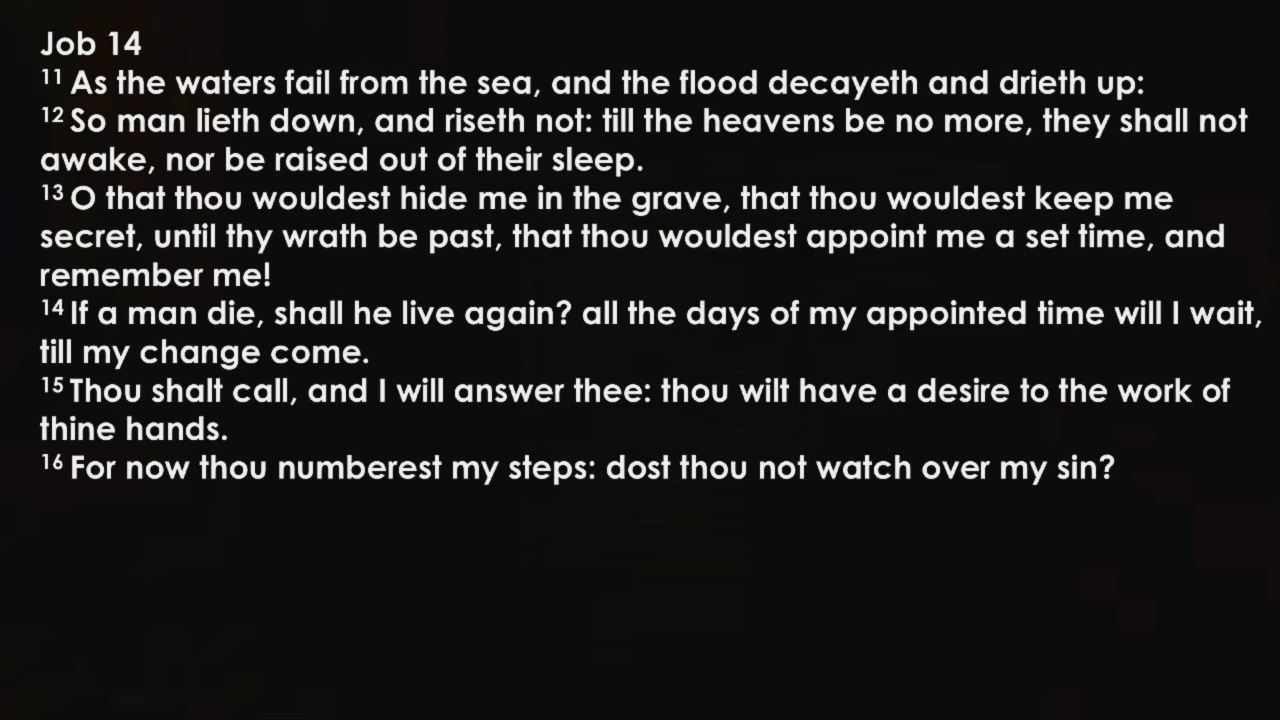 Job 14
11 As the waters fail from the sea, and the flood decayeth and drieth up:
12 So man lieth down, and riseth not: till the heavens be no more, they shall not
awake, nor be raised out of their sleep.
13 O that thou wouldest hide me in the grave, that thou wouldest keep me
secret, until thy wrath be past, that thou wouldest appoint me a set time, and
remember me!
14 If a man die, shall he live again? all the days of my appointed time will I wait,
till my change come.
15 Thou shalt call, and I will answer thee: thou wilt have a desire to the work of
thine hands.
16 For now thou numberest my steps: dost thou not watch over my sin?